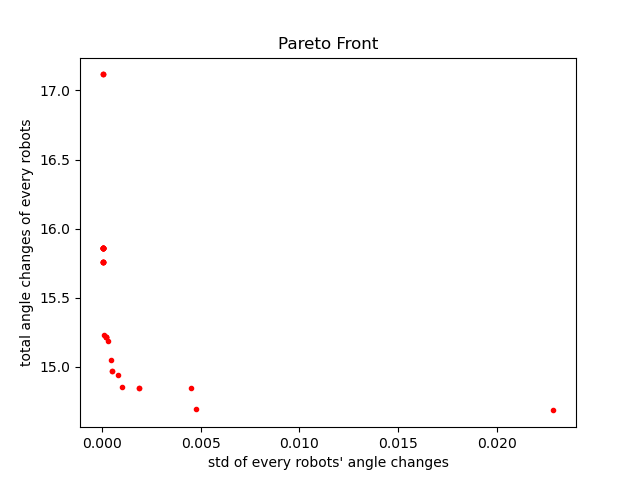 Pareto Front
total angle changes of every robots
17.0
16.5
16.0
15.5
15.0
0.000 0.005 0.010 0.015 0.020
std of every robots' angle changes